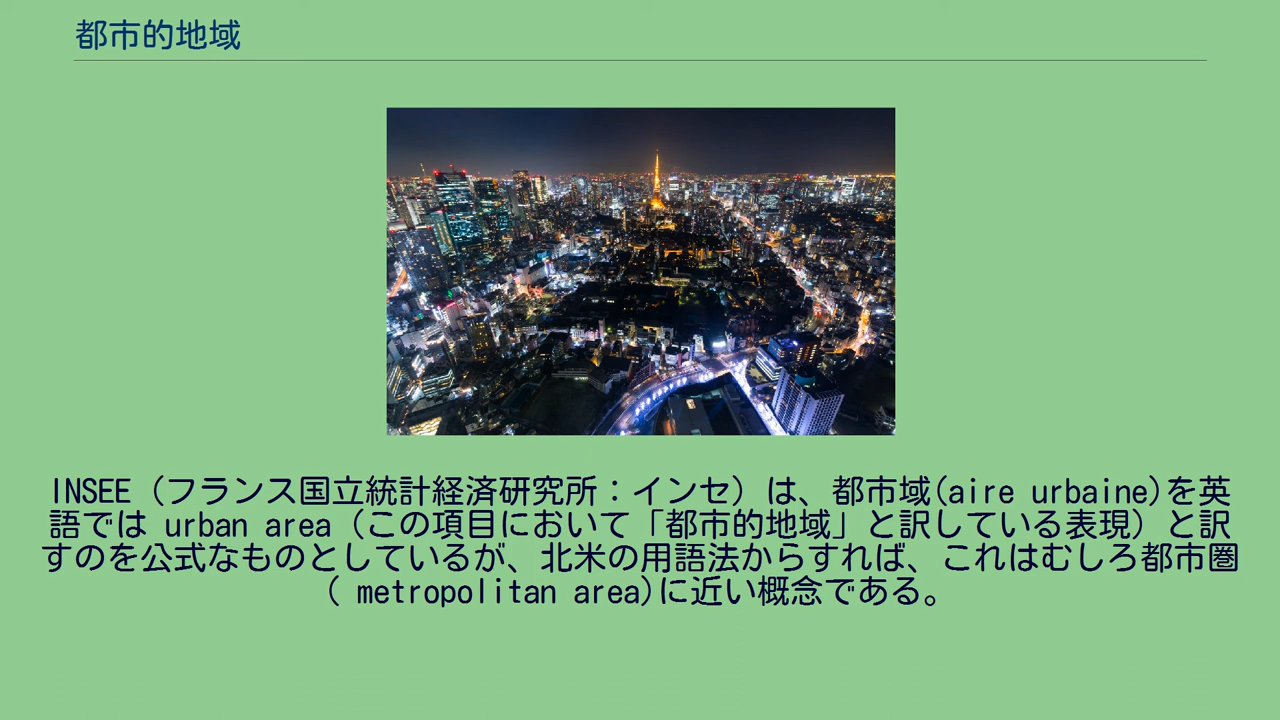 都市的地域
INSEE（フランス国立統計経済研究所：インセ）は、都市域(aire urbaine)を英
語では urban area（この項目において「都市的地域」と訳している表現）と訳
すのを公式なものとしているが、北米の用語法からすれば、これはむしろ都市圏
( metropolitan area)に近い概念である。